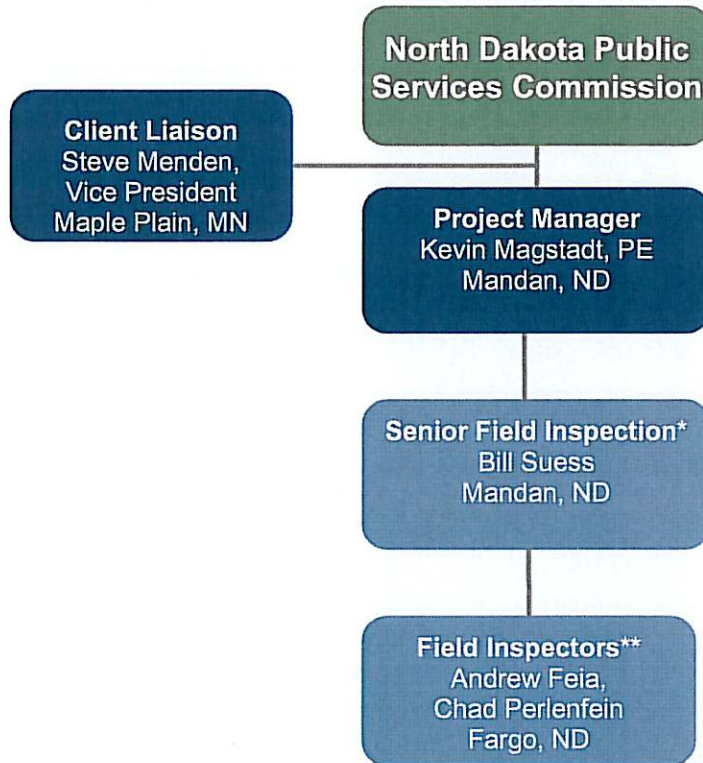 North Dakota Public
Services Commission
Client Liaison
Steve Menden,
Vice President
Maple Plain, MN
Project Manager
Kevin Magstadt, PE
Mandan, ND
Senior Field Inspection*
Bill Suess
Mandan, ND
Field Inspectors**
Andrew Feia,
Chad Perlenfein
Fargo, ND